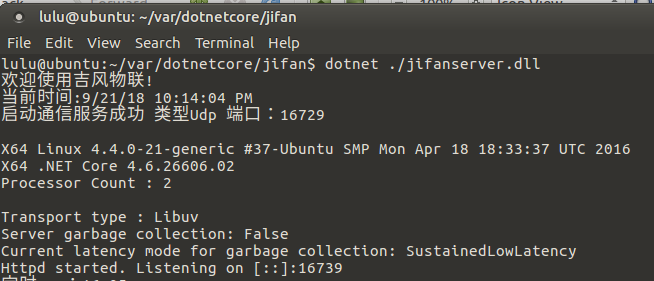 lulu@ubuntu: ~/var/dotnetcore/jifan
File Edit View Search Terminal Help
lulu@ubuntu:~/var/dotnetcore/jifan$ dotnet ./jifanserver.dll
欢迎使用吉风物联!
当前时间:9/21/18 10:14:04 PM
启动通信服务成功 类型Udp 端口：16729
X64 Linux 4.4.0-21-generic #37-Ubuntu SMP Mon Apr 18 18:33:37 UTC 2016
X64 .NET Core 4.6.26606.02
Processor Count : 2
Transport type : Libuv
Server garbage collection: False
Current latency mode for garbage collection: SustainedLowLatency
Httpd started. Listening on [::]:16739